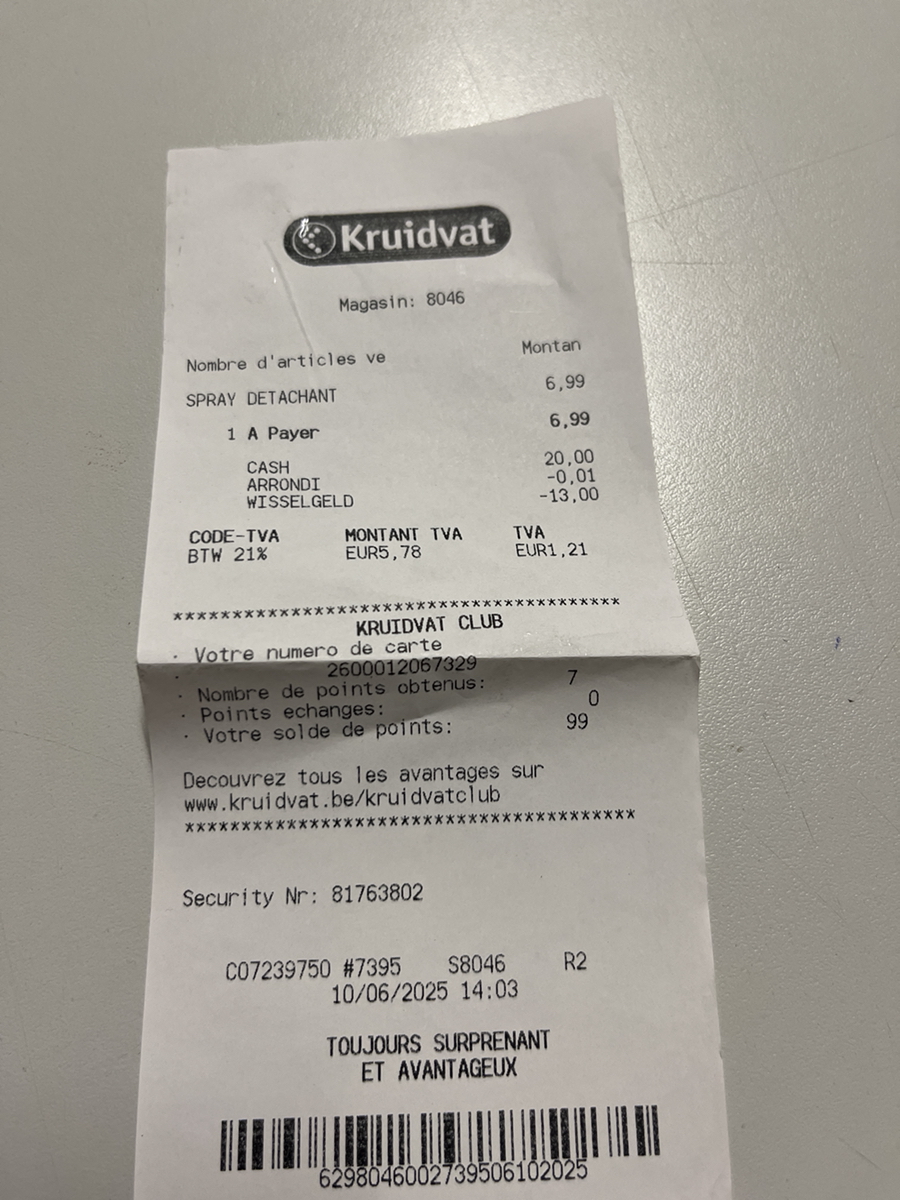 Kruidvat
Magasin: 8046
Nombre d'articles ve Montan
SPRAY DETACHANT 6,99
1 A Payer 6,99
CASH 20,00
ARRONDI -0,01
WISSELGELD -13,00
CODE-TVA MONTANT TVA TVA
BTW 21% EUR5,78 EUR1,21
******************************************
KRUIDVAT CLUB
· Votre numero de carte
· 2600012067329
· Nombre de points obtenus: 7
· Points echanges: 0
· Votre solde de points: 99
Decouvrez tous les avantages sur
www.kruidvat.be/kruidvatclub
******************************************
Security Nr: 81763802
C07239750 #7395 S8046 R2
10/06/2025 14:03
TOUJOURS SURPRENANT
ET AVANTAGEUX
6298046002739506102025